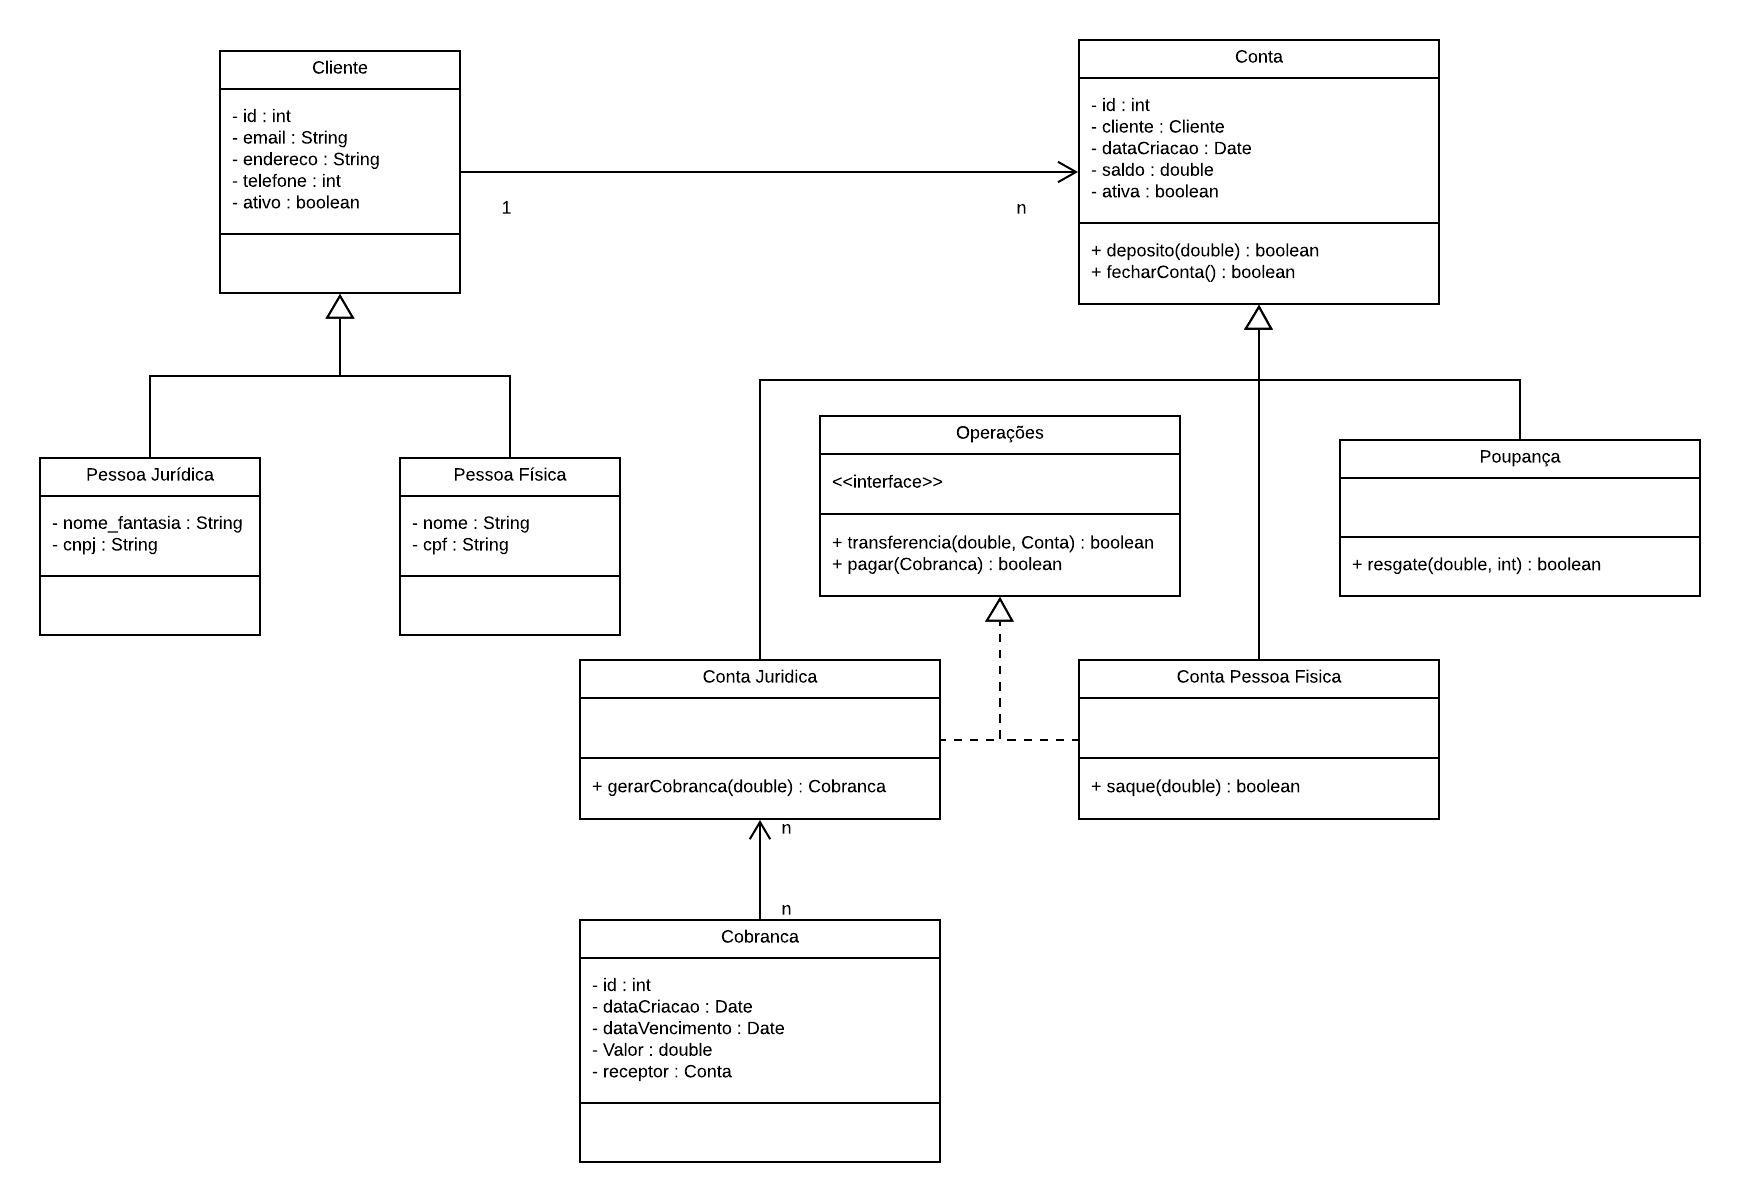 Cliente
- id : int
- email : String
- endereco : String
- telefone : int
- ativo : boolean
1
n
Conta
- id : int
- cliente : Cliente
- dataCriacao : Date
- saldo : double
- ativa : boolean
+ deposito(double) : boolean
+ fecharConta() : boolean
Pessoa Jurídica
- nome_fantasia : String
- cnpj : String
Pessoa Física
- nome : String
- cpf : String
Operações
<<interface>>
+ transferencia(double, Conta) : boolean
+ pagar(Cobranca) : boolean
Poupança
+ resgate(double, int) : boolean
Conta Juridica
+ gerarCobranca(double) : Cobranca
Conta Pessoa Fisica
+ saque(double) : boolean
n
n
Cobranca
- id : int
- dataCriacao : Date
- dataVencimento : Date
- Valor : double
- receptor : Conta